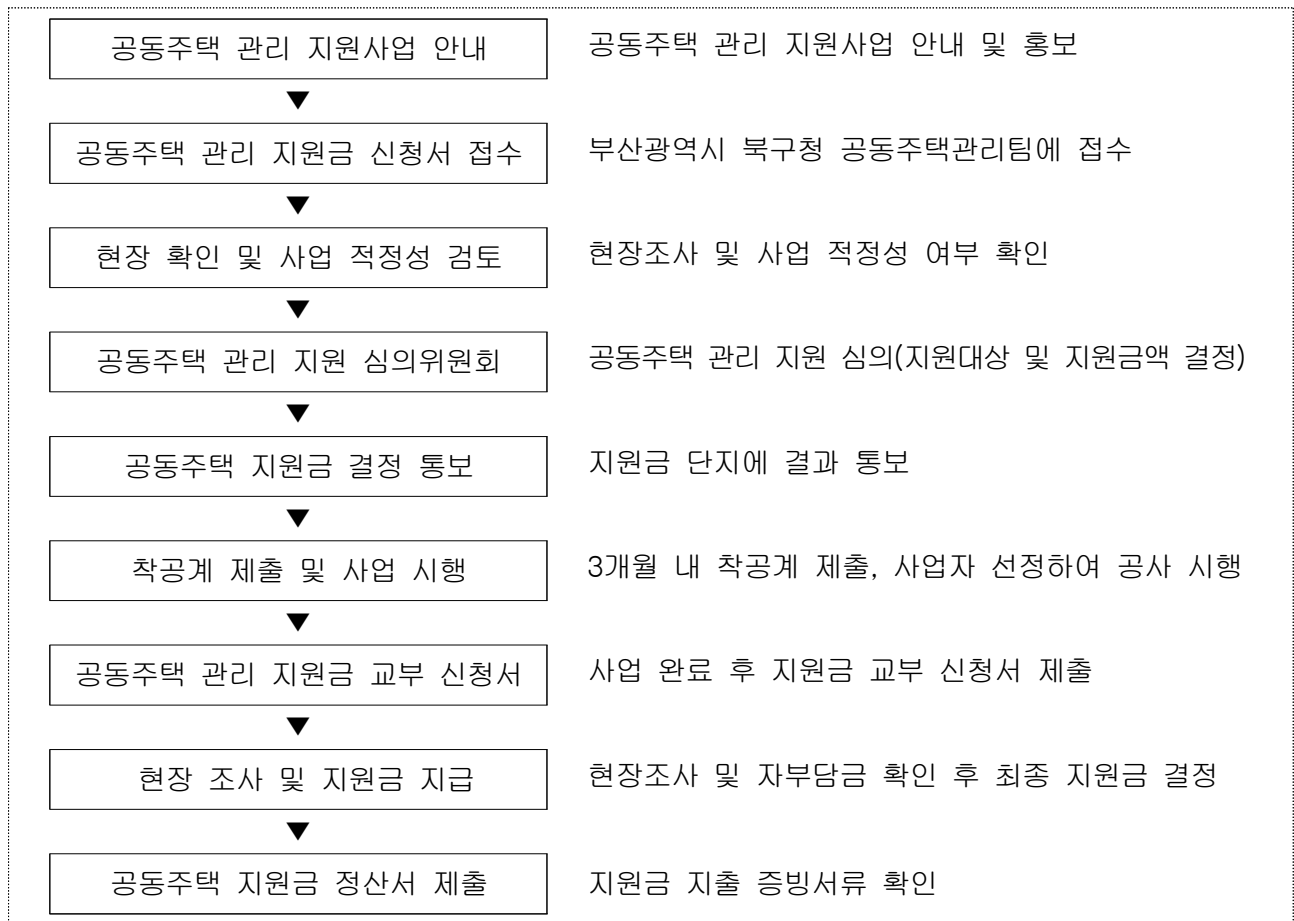 공동주택 관리 지원사업 안내 공동주택 관리 지원사업 안내 및 홍보
▼
공동주택 관리 지원금 신청서 접수 부산광역시 북구청 공동주택관리팀에 접수
▼
현장 확인 및 사업 적정성 검토 현장조사 및 사업 적정성 여부 확인
▼
공동주택 관리 지원 심의위원회 공동주택 관리 지원 심의(지원대상 및 지원금액 결정)
▼
공동주택 지원금 결정 통보 지원금 단지에 결과 통보
▼
착공계 제출 및 사업 시행 3개월 내 착공계 제출, 사업자 선정하여 공사 시행
▼
공동주택 관리 지원금 교부 신청서 사업 완료 후 지원금 교부 신청서 제출
▼
현장 조사 및 지원금 지급 현장조사 및 자부담금 확인 후 최종 지원금 결정
▼
공동주택 지원금 정산서 제출 지원금 지출 증빙서류 확인